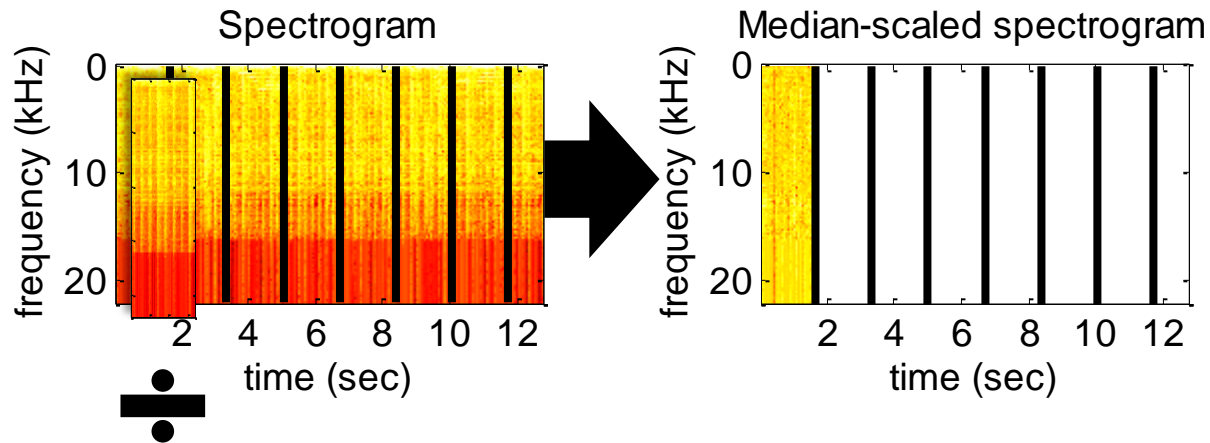 Spectrogram
frequency (kHz)
0
10
20
2 4 6 8 10 12
time (sec)
÷
Median-scaled spectrogram
frequency (kHz)
0
10
20
2 4 6 8 10 12
time (sec)